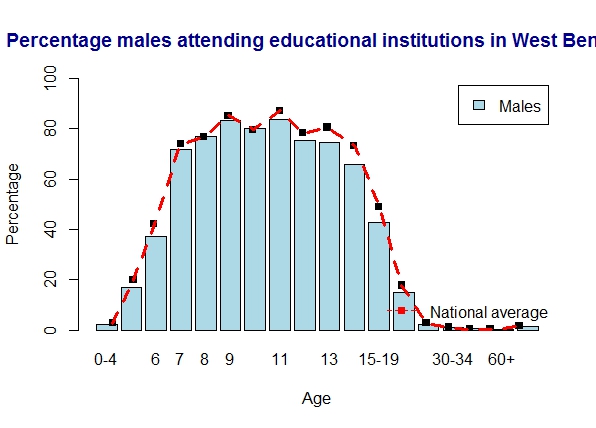 Percentage males attending educational institutions in West Ben
Males
Percentage
100
80
60
40
20
0
National average
0-4 6 7 8 9 11 13 15-19 30-34 60+
Age